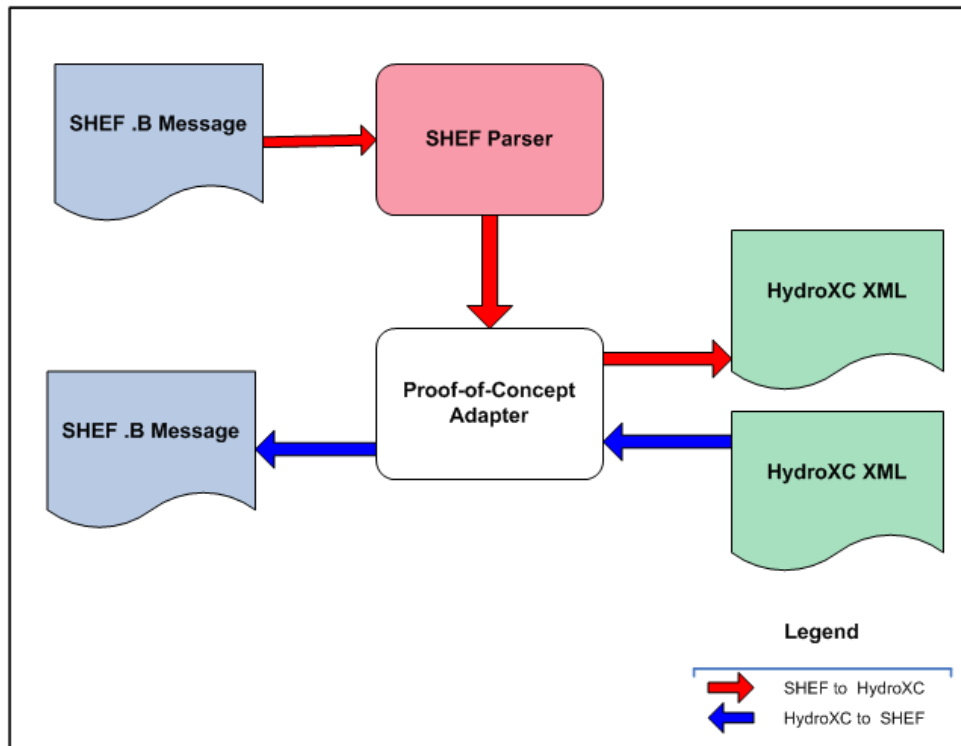 SHEF .B Message
SHEF Parser
HydroXC XML
Proof-of-Concept
Adapter
SHEF .B Message
HydroXC XML
Legend
SHEF to HydroXC
HydroXC to SHEF